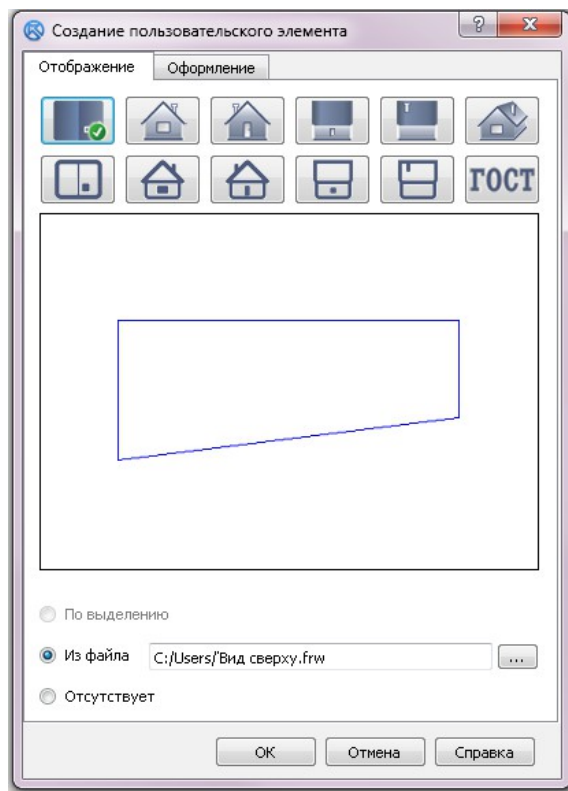 Создание пользовательского элемента
Отображение Оформление
ГОСТ
По выделению
Из файла C:/Users/'Вид сверху.frw ...
Отсутствует
ОК Отмена Справка